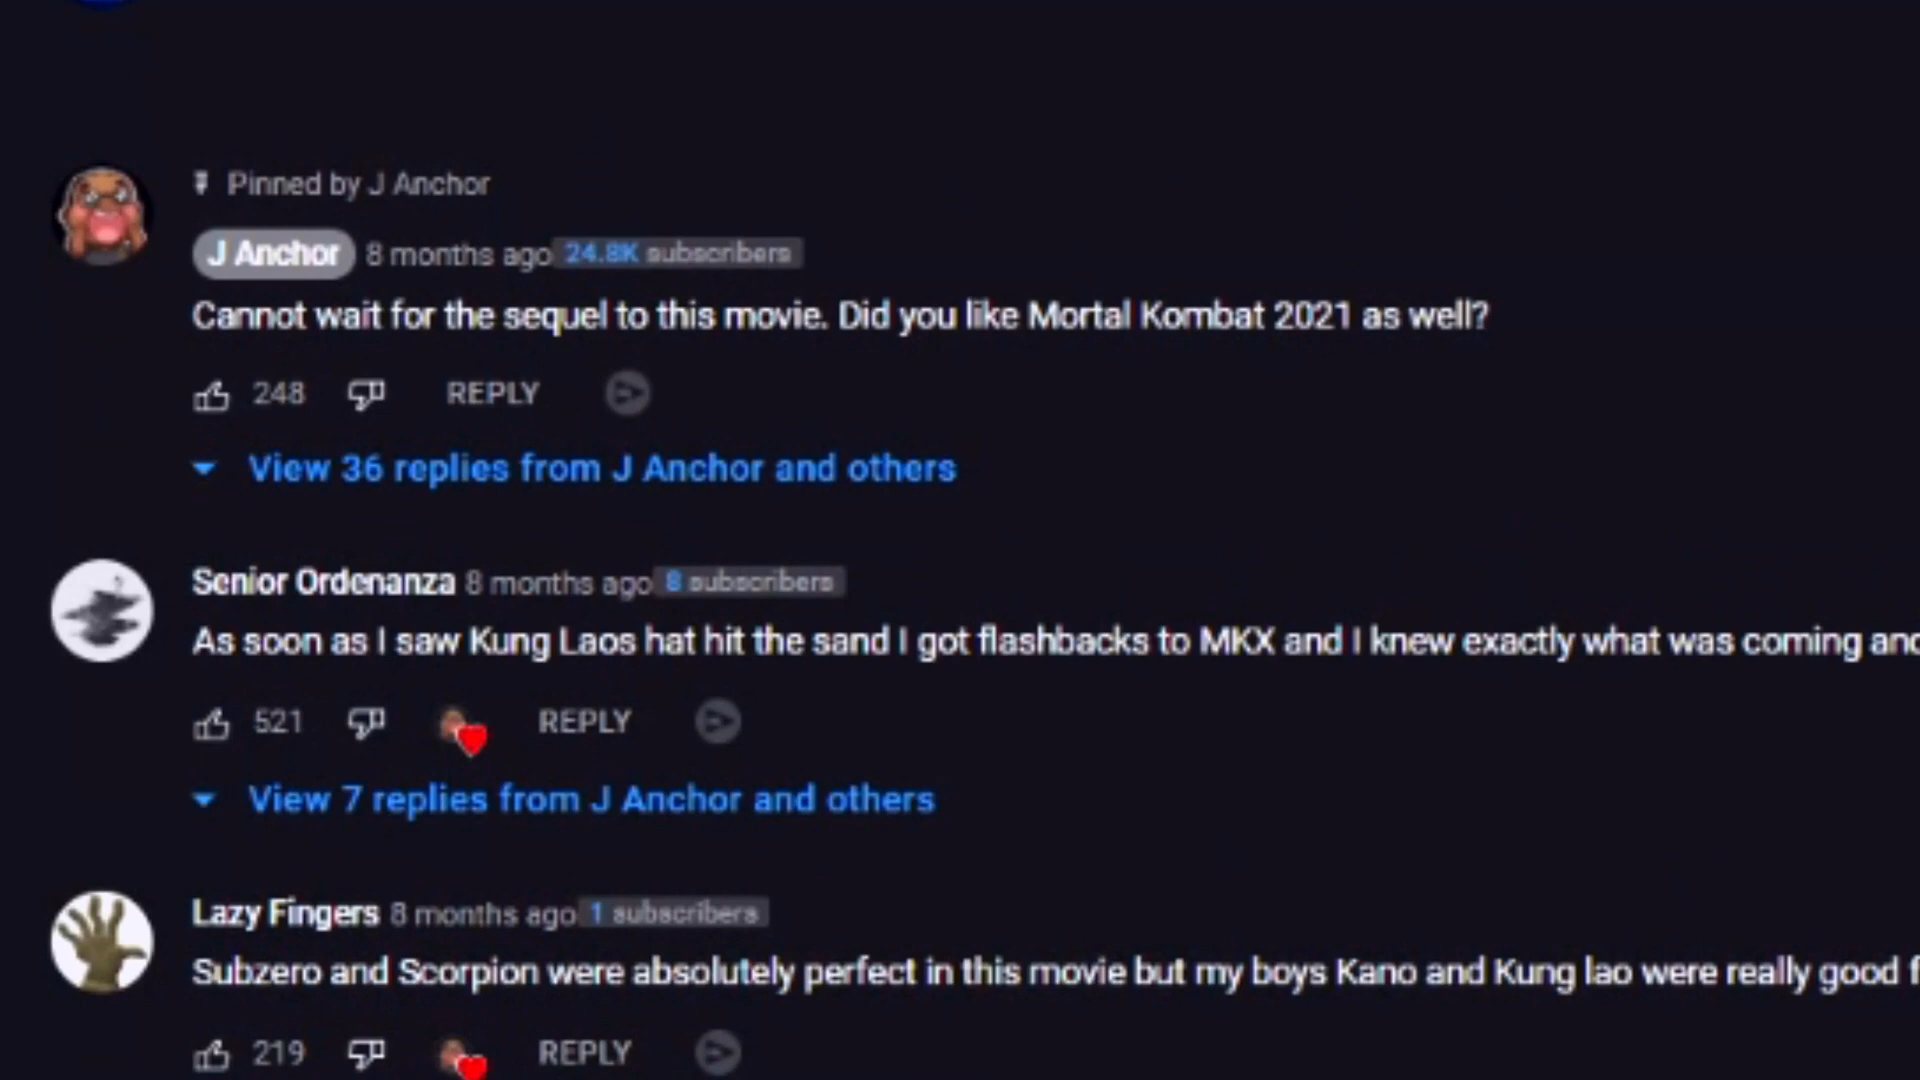 Pinned by J Anchor
J Anchor 8 months ago 24.8K subscribers
Cannot wait for the sequel to this movie. Did you like Mortal Kombat 2021 as well?
248 REPLY
View 36 replies from J Anchor and others
Senior Ordenanza 8 months ago 8 subscribers
As soon as I saw Kung Laos hat hit the sand I got flashbacks to MKX and I knew exactly what was coming and
521 REPLY
View 7 replies from J Anchor and others
Lazy Fingers 8 months ago 1 subscribers
Subzero and Scorpion were absolutely perfect in this movie but my boys Kano and Kung lao were really good f
219 REPLY